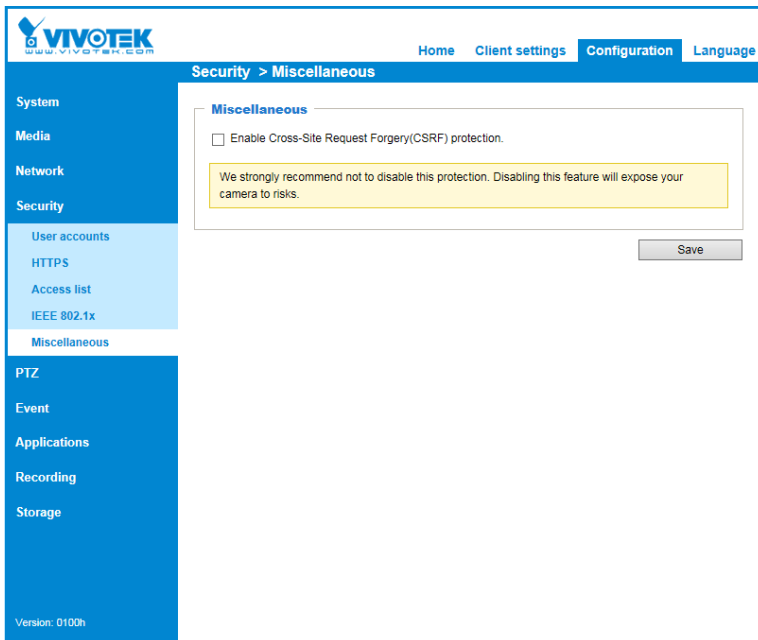 VIVOTEK
www.vivotek.com
Home Client settings Configuration Language
Security > Miscellaneous
System
Media
Network
Security
User accounts
HTTPS
Access list
IEEE 802.1x
Miscellaneous
PTZ
Event
Applications
Recording
Storage
Version: 0100h
Miscellaneous
Enable Cross-Site Request Forgery(CSRF) protection.
We strongly recommend not to disable this protection. Disabling this feature will expose your
camera to risks.
Save